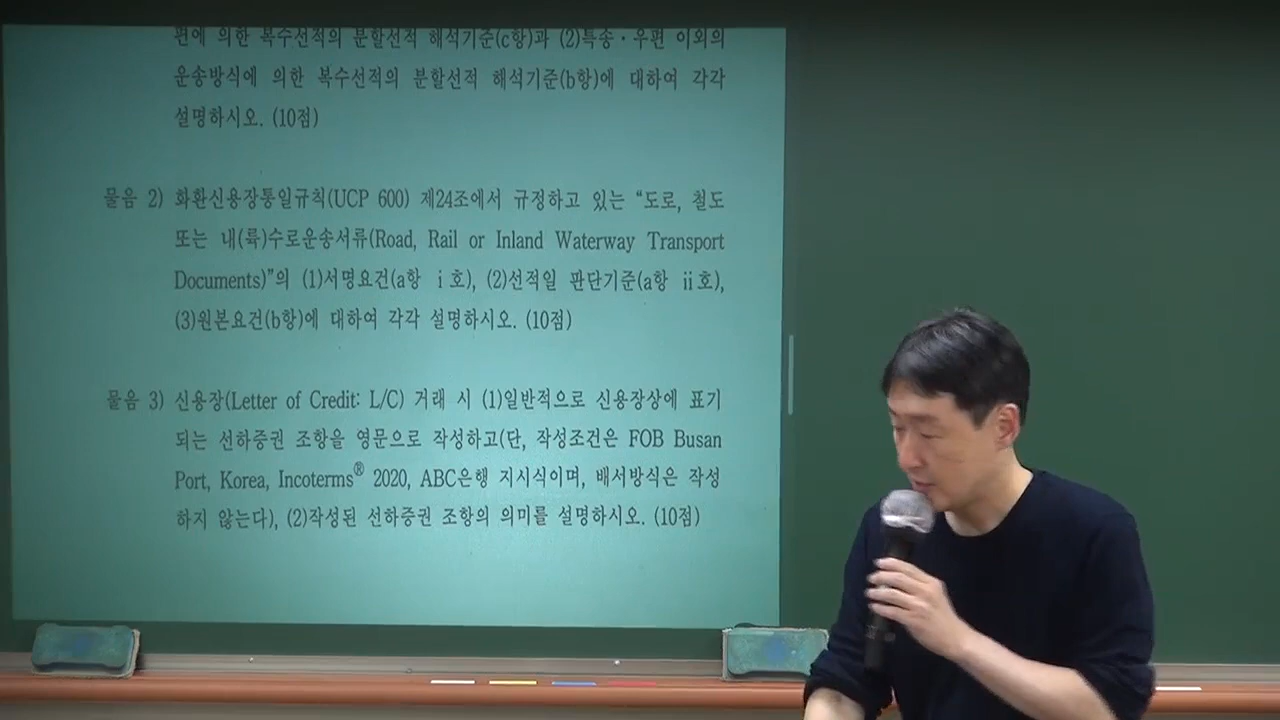 편에 의한 복수선적의 분할선적 해석기준(c항)과 (2)특송·우편 이외의
운송방식에 의한 복수선적의 분할선적 해석기준(b항)에 대하여 각각
설명하시오. (10점)
물음 2) 화환신용장통일규칙(UCP 600) 제24조에서 규정하고 있는 “도로, 철도
또는 내(륙)수로운송서류(Road, Rail or Inland Waterway Transport
Documents)”의 (1)서명요건(a항 ⅰ호), (2)선적일 판단기준(a항 ⅱ호),
(3)원본요건(b항)에 대하여 각각 설명하시오. (10점)
물음 3) 신용장(Letter of Credit: L/C) 거래 시 (1)일반적으로 신용장상에 표기
되는 선하증권 조항을 영문으로 작성하고(단, 작성조건은 FOB Busan
Port, Korea, Incoterms® 2020, ABC은행 지시식이며, 배서방식은 작성
하지 않는다), (2)작성된 선하증권 조항의 의미를 설명하시오. (10점)